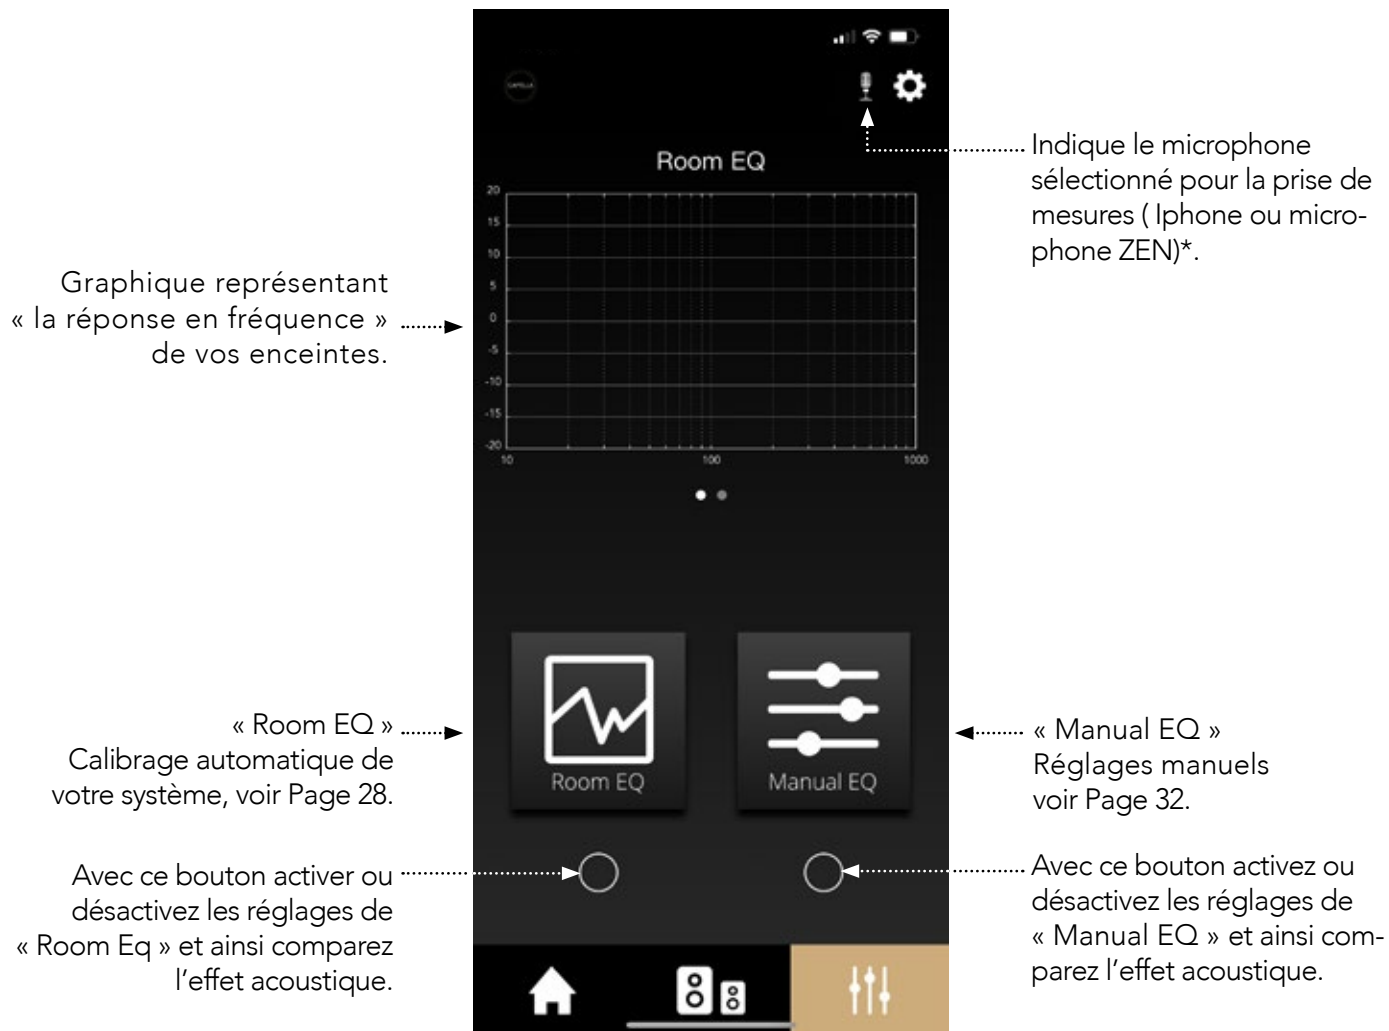 CAPELLA
Indique le microphone
sélectionné pour la prise de
mesures ( Iphone ou micro-
phone ZEN)*.
Room EQ
20
15
10
5
0
-5
-10
-15
-20
10 100 1000
Graphique représentant
« la réponse en fréquence »
de vos enceintes.
Room EQ
Manual EQ
« Room EQ »
Calibrage automatique de
votre système, voir Page 28.
« Manual EQ »
Réglages manuels
voir Page 32.
Avec ce bouton activer ou
désactivez les réglages de
« Room Eq » et ainsi comparez
l’effet acoustique.
Avec ce bouton activez ou
désactivez les réglages de
« Manual EQ » et ainsi com-
parez l’effet acoustique.